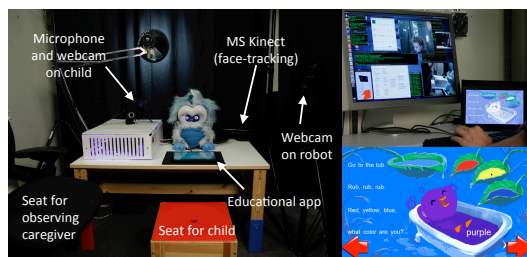 Microphone
and webcam
on child
MS Kinect
(face-tracking)
Webcam
on robot
Educational app
Seat for
observing
caregiver
Seat for child
Go to the tub.
Rub, rub, rub
Red, yellow, blue,
what color are you?
purple